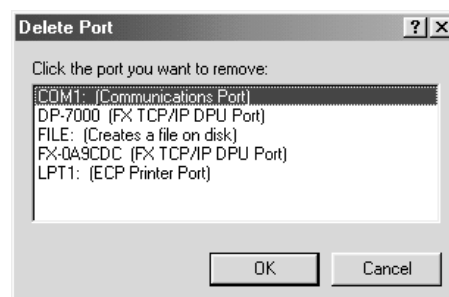 Delete Port
Click the port you want to remove:
COM1: (Communications Port)
DP-7000 (FX TCP/IP DPU Port)
FILE: (Creates a file on disk)
FX-0A9CDC (FX TCP/IP DPU Port)
LPT1: (ECP Printer Port)
OK Cancel